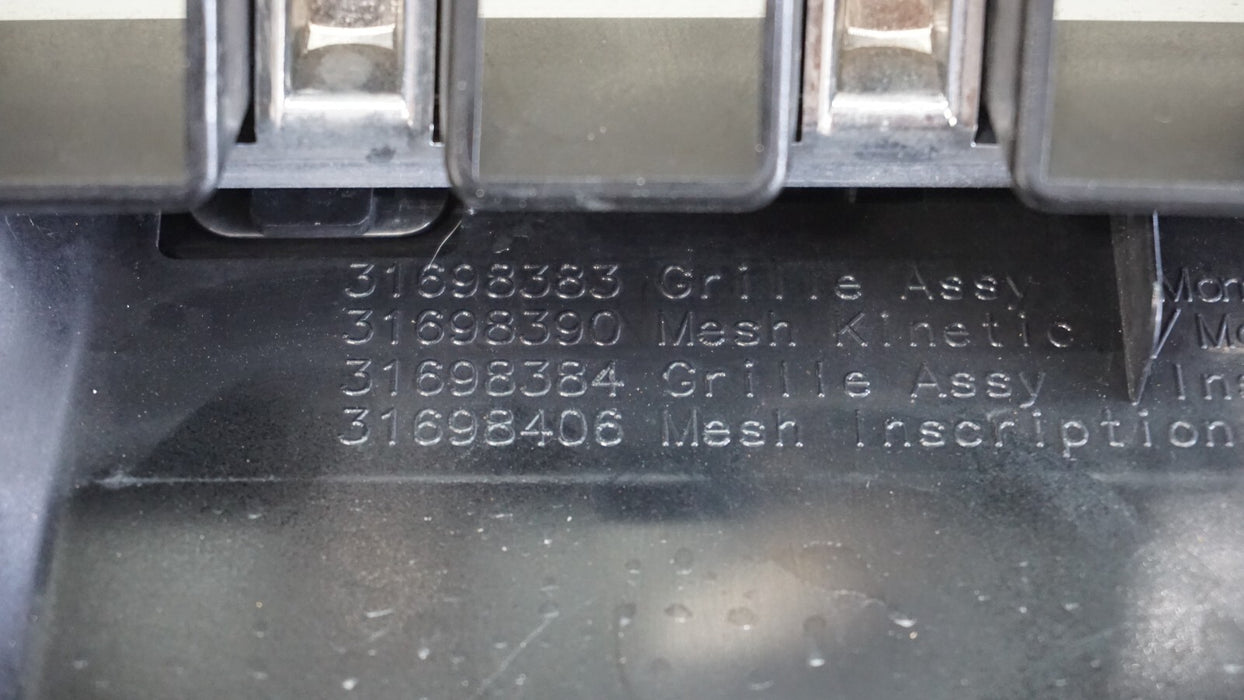 31698383 Grille Assy
31698390 Mesh Kinetic
31698384 Grille Assy
31698406 Mesh Inscription